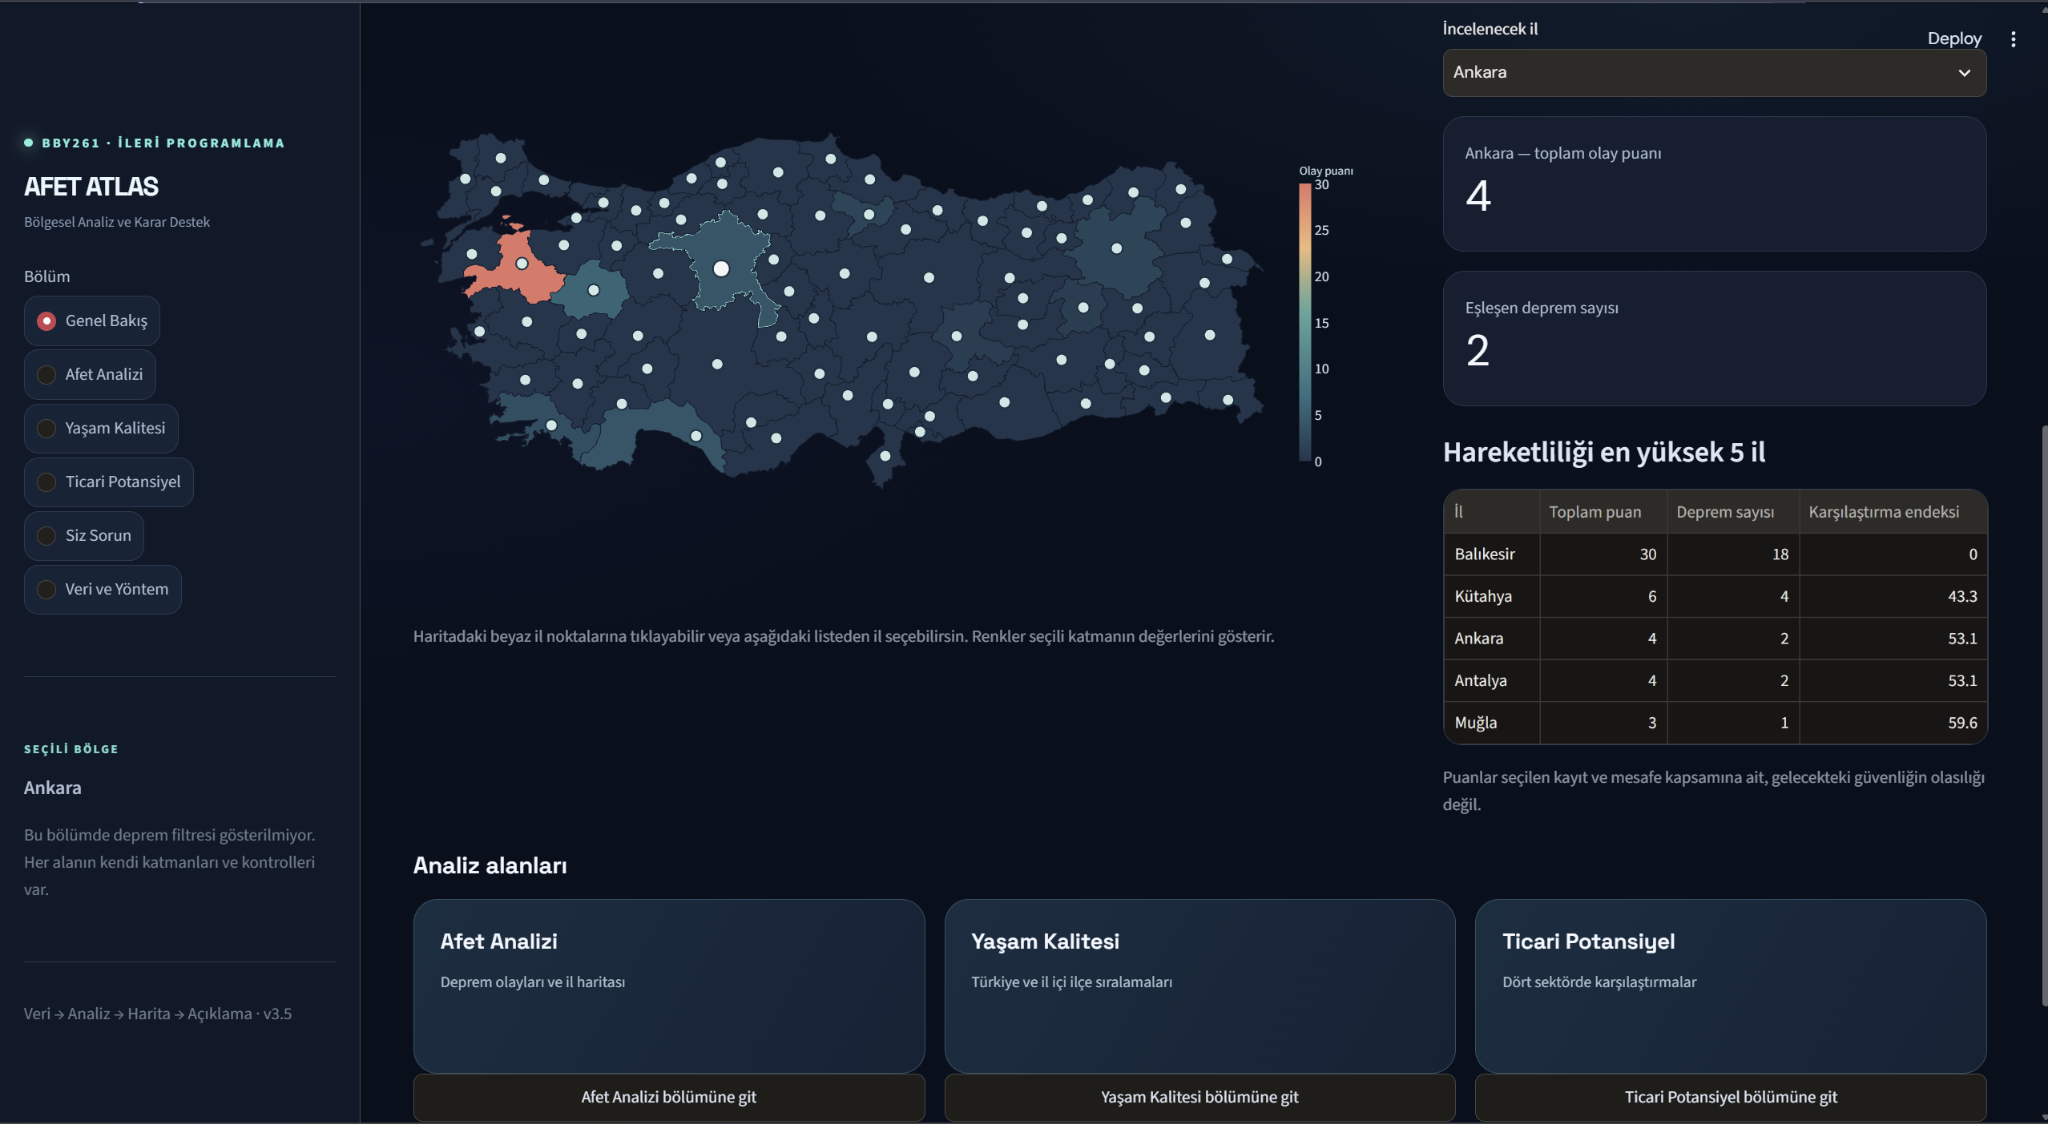 BBY261 · İLERİ PROGRAMLAMA
AFET ATLAS
Bölgesel Analiz ve Karar Destek
Bölüm
Genel Bakış
Afet Analizi
Yaşam Kalitesi
Ticari Potansiyel
Siz Sorun
Veri ve Yöntem
SEÇİLİ BÖLGE
Ankara
Bu bölümde deprem filtresi gösterilmiyor.
Her alanın kendi katmanları ve kontrolleri
var.
Veri → Analiz → Harita → Açıklama · v3.5
Olay puanı
30
25
20
15
10
5
0
Haritadaki beyaz il noktalarına tıklayabilir veya aşağıdaki listeden il seçebilirsin. Renkler seçili katmanın değerlerini gösterir.
Deploy
İncelenecek il
Ankara
Ankara — toplam olay puanı
4
Eşleşen deprem sayısı
2
Hareketliliği en yüksek 5 il
İl Toplam puan Deprem sayısı Karşılaştırma endeksi
Balıkesir 30 18 0
Kütahya 6 4 43.3
Ankara 4 2 53.1
Antalya 4 2 53.1
Muğla 3 1 59.6
Puanlar seçilen kayıt ve mesafe kapsamına ait, gelecekteki güvenliğin olasılığı
değil.
Analiz alanları
Afet Analizi
Deprem olayları ve il haritası
Afet Analizi bölümüne git
Yaşam Kalitesi
Türkiye ve il içi ilçe sıralamaları
Yaşam Kalitesi bölümüne git
Ticari Potansiyel
Dört sektörde karşılaştırmalar
Ticari Potansiyel bölümüne git